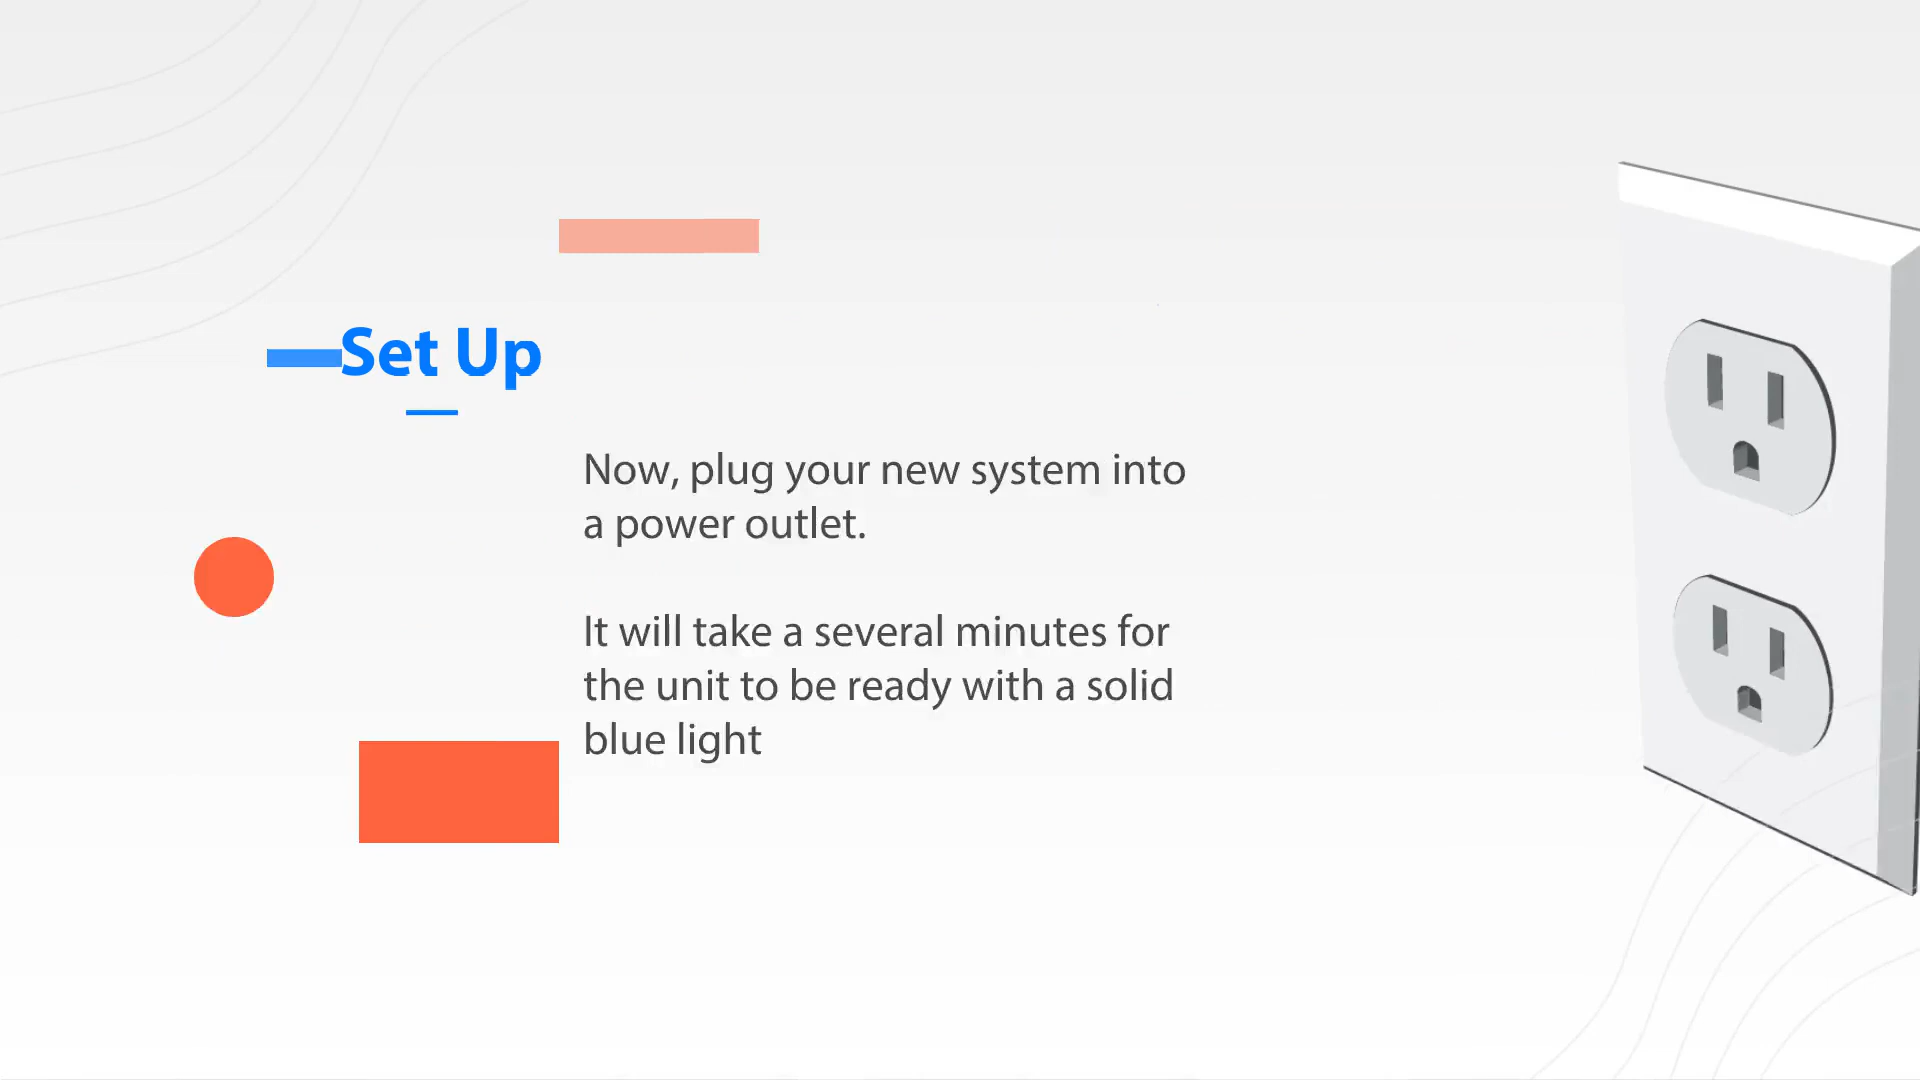 Set Up
Now, plug your new system into
a power outlet.
It will take a several minutes for
the unit to be ready with a solid
blue light